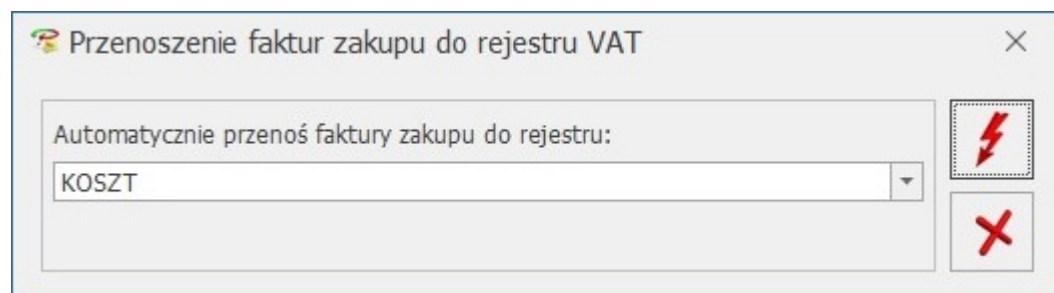 Przenoszenie faktur zakupu do rejestru VAT
Automatycznie przenoś faktury zakupu do rejestru:
KOSZT